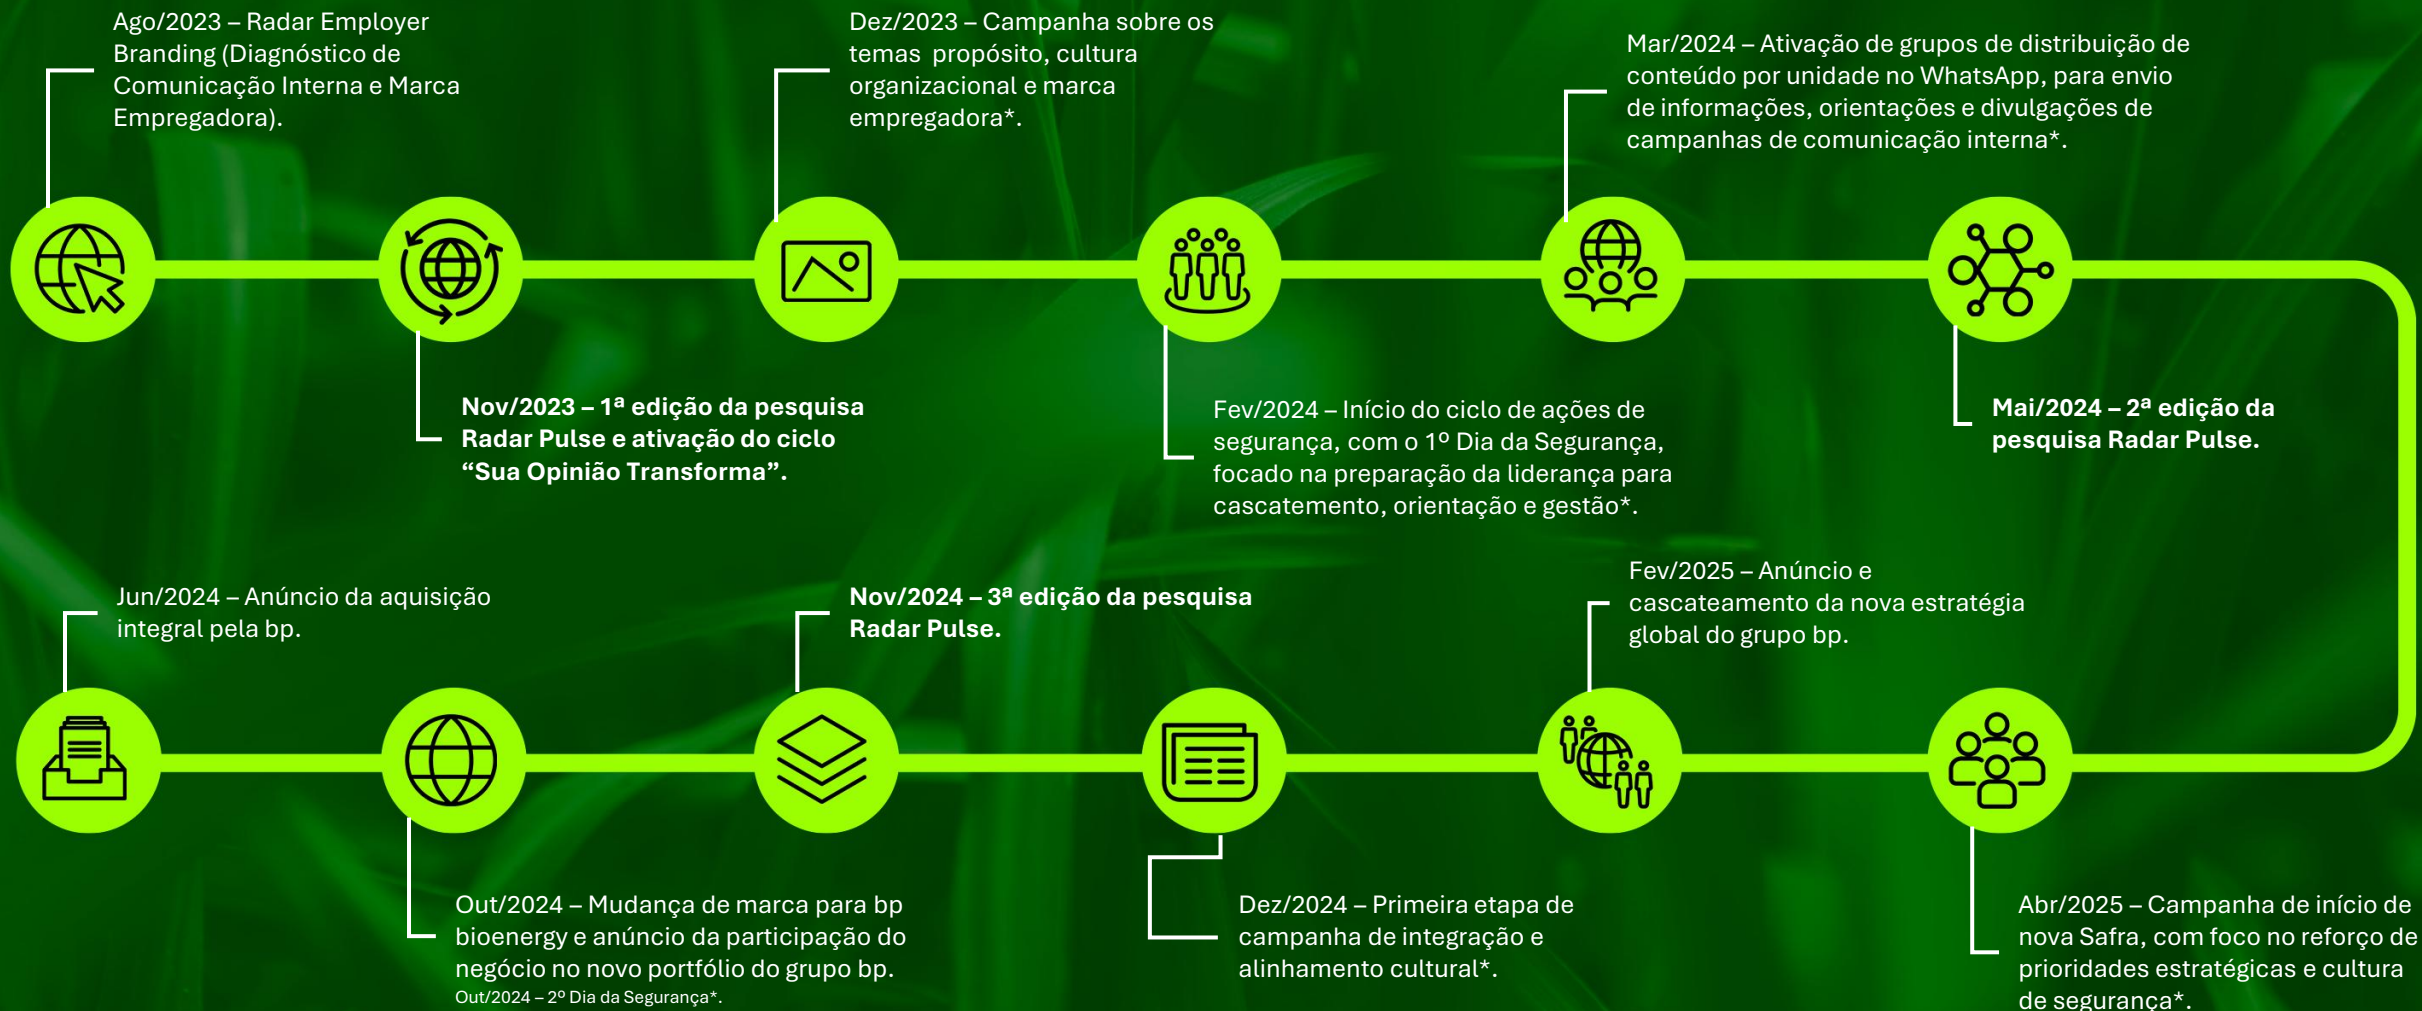 Ago/2023 – Radar Employer
Branding (Diagnóstico de
Comunicação Interna e Marca
Empregadora).
Nov/2023 – 1ª edição da pesquisa
Radar Pulse e ativação do ciclo
“Sua Opinião Transforma”.
Dez/2023 – Campanha sobre os
temas propósito, cultura
organizacional e marca
empregadora*.
Fev/2024 – Início do ciclo de ações de
segurança, com o 1º Dia da Segurança,
focado na preparação da liderança para
cascatemento, orientação e gestão*.
Mar/2024 – Ativação de grupos de distribuição de
conteúdo por unidade no WhatsApp, para envio
de informações, orientações e divulgações de
campanhas de comunicação interna*.
Mai/2024 – 2ª edição da
pesquisa Radar Pulse.
Jun/2024 – Anúncio da aquisição
integral pela bp.
Out/2024 – Mudança de marca para bp
bioenergy e anúncio da participação do
negócio no novo portfólio do grupo bp.
Out/2024 – 2º Dia da Segurança*.
Nov/2024 – 3ª edição da pesquisa
Radar Pulse.
Dez/2024 – Primeira etapa de
campanha de integração e
alinhamento cultural*.
Fev/2025 – Anúncio e
cascateamento da nova estratégia
global do grupo bp.
Abr/2025 – Campanha de início de
nova Safra, com foco no reforço de
prioridades estratégicas e cultura
de segurança*.